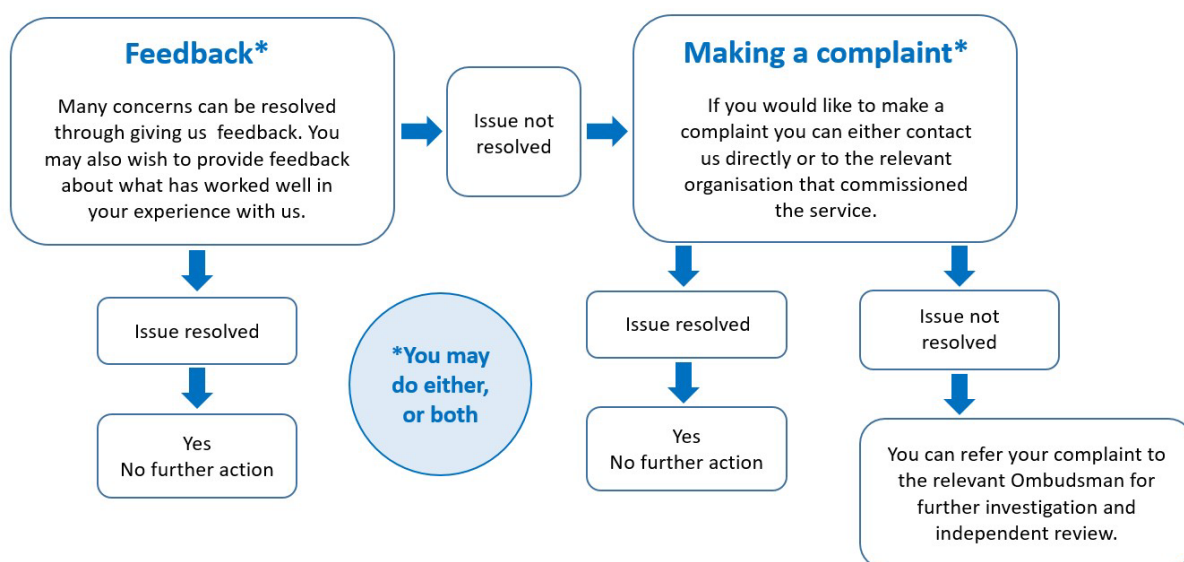 Feedback*
Many concerns can be resolved
through giving us feedback. You
may also wish to provide feedback
about what has worked well in
your experience with us.
Issue not
resolved
Making a complaint*
If you would like to make a
complaint you can either contact
us directly or to the relevant
organisation that commissioned
the service.
Issue resolved
Yes
No further action
*You may
do either,
or both
Issue resolved
Yes
No further action
Issue not
resolved
You can refer your complaint to
the relevant Ombudsman for
further investigation and
independent review.